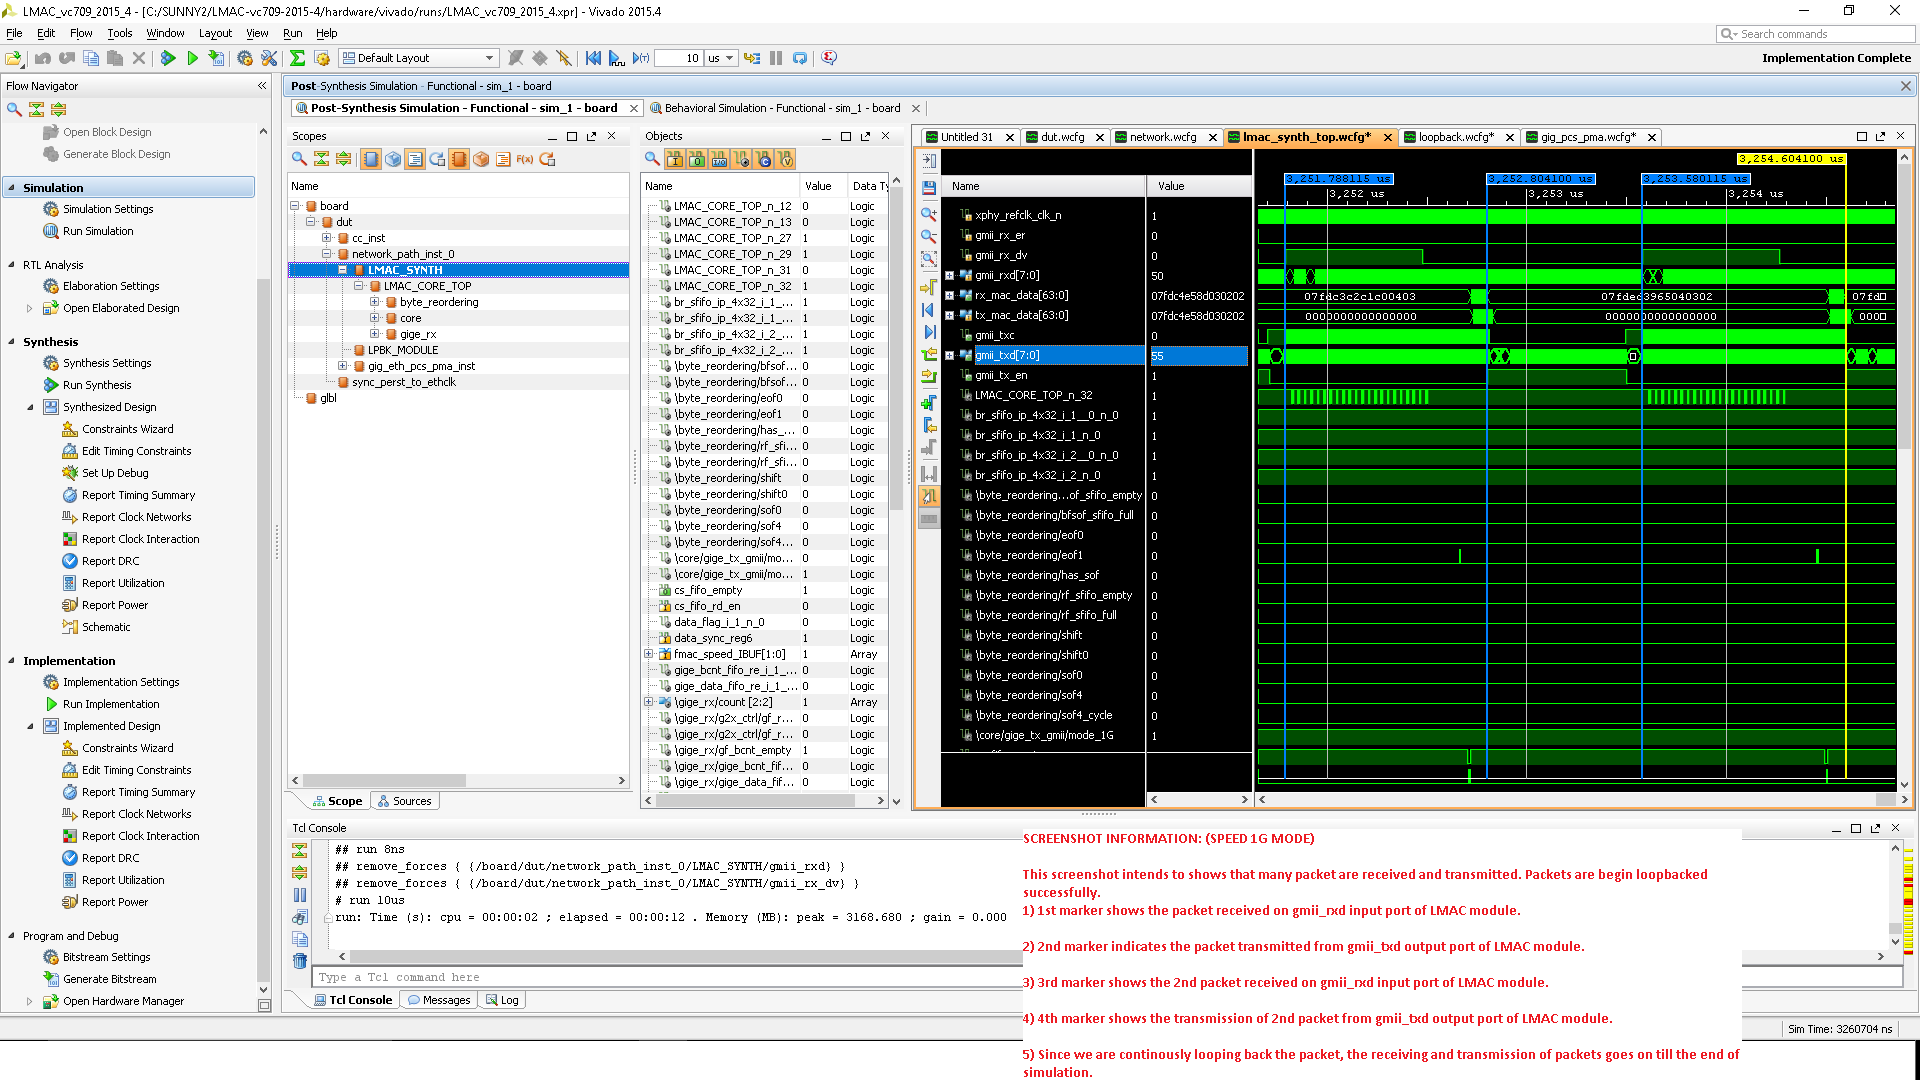 LMAC_vc709_2015_4 - [C:/SUNNY2/LMAC-vc709-2015-4/hardware/vivado/runs/LMAC_vc709_2015_4.xpr] - Vivado 2015.4
File Edit Flow Tools Window Layout View Run Help
Search commands
Default Layout
10 us
Implementation Complete
Flow Navigator
Open Block Design
Generate Block Design
Simulation
Simulation Settings
Run Simulation
RTL Analysis
Elaboration Settings
Open Elaborated Design
Synthesis
Synthesis Settings
Run Synthesis
Synthesized Design
Constraints Wizard
Edit Timing Constraints
Set Up Debug
Report Timing Summary
Report Clock Networks
Report Clock Interaction
Report DRC
Report Utilization
Report Power
Schematic
Implementation
Implementation Settings
Run Implementation
Implemented Design
Constraints Wizard
Edit Timing Constraints
Report Timing Summary
Report Clock Networks
Report Clock Interaction
Report DRC
Report Utilization
Report Power
Program and Debug
Bitstream Settings
Generate Bitstream
Open Hardware Manager
Post-Synthesis Simulation - Functional - sim_1 - board
Post-Synthesis Simulation - Functional - sim_1 - board
Behavioral Simulation - Functional - sim_1 - board
Scopes
Name
board
dut
cc_inst
network_path_inst_0
LMAC_SYNTH
LMAC_CORE_TOP
byte_reordering
core
gige_rx
LPBK_MODULE
gig_eth_pcs_pma_inst
sync_perst_to_ethclk
glbl
Scope Sources
Objects
Name Value Data Ty
LMAC_CORE_TOP_n_12 0 Logic
LMAC_CORE_TOP_n_13 0 Logic
LMAC_CORE_TOP_n_27 1 Logic
LMAC_CORE_TOP_n_29 1 Logic
LMAC_CORE_TOP_n_31 1 Logic
LMAC_CORE_TOP_n_32 1 Logic
br_sfifo_ip_4x32_i_1_... 1 Logic
br_sfifo_ip_4x32_i_1_... 1 Logic
br_sfifo_ip_4x32_i_2_... 1 Logic
br_sfifo_ip_4x32_i_2_... 1 Logic
\byte_reordering/bfsof... 0 Logic
\byte_reordering/bfsof... 0 Logic
\byte_reordering/eof0 0 Logic
\byte_reordering/eof1 0 Logic
\byte_reordering/has_... 0 Logic
\byte_reordering/rf_sfi... 0 Logic
\byte_reordering/rf_sfi... 0 Logic
\byte_reordering/shift 0 Logic
\byte_reordering/shift0 0 Logic
\byte_reordering/sof0 0 Logic
\byte_reordering/sof4 0 Logic
\byte_reordering/sof4... 0 Logic
\core/gige_tx_gmii/mo... 1 Logic
\core/gige_tx_gmii/mo... 1 Logic
cs_fifo_empty 1 Logic
cs_fifo_rd_en 0 Logic
data_flag_i_1_n_0 0 Logic
data_sync_reg6 1 Logic
fmac_speed_IBUF[1:0] 1 Array
gige_bcnt_fifo_re_i_1_... 0 Logic
gige_data_fifo_re_i_1_... 0 Logic
\gige_rx/count [2:2] 1 Array
\gige_rx/g2x_ctrl/gf_r... 0 Logic
\gige_rx/g2x_ctrl/gf_r... 0 Logic
\gige_rx/gf_bcnt_empty 1 Logic
\gige_rx/gige_bcnt_fif... 0 Logic
\gige_rx/gige_data_fif... 0 Logic
Untitled 31 dut.wcfg network.wcfg lmac_synth_top.wcfg* loopback.wcfg* gig_pcs_pma.wcfg*
Name Value
xphy_refclk_clk_n 1
gmii_rx_er 0
gmii_rx_dv 0
gmii_rxd[7:0] 50
rx_mac_data[63:0] 07fdc4e58d030202
tx_mac_data[63:0] 07fdc4e58d030202
gmii_txc 0
gmii_txd[7:0] 55
gmii_tx_en 1
LMAC_CORE_TOP_n_32 1
br_sfifo_ip_4x32_i_1__0_n_0 1
br_sfifo_ip_4x32_i_1_n_0 1
br_sfifo_ip_4x32_i_2__0_n_0 1
br_sfifo_ip_4x32_i_2_n_0 1
\byte_reordering...of_sfifo_empty 0
\byte_reordering/bfsof_sfifo_full 0
\byte_reordering/eof0 0
\byte_reordering/eof1 0
\byte_reordering/has_sof 0
\byte_reordering/rf_sfifo_empty 0
\byte_reordering/rf_sfifo_full 0
\byte_reordering/shift 0
\byte_reordering/shift0 0
\byte_reordering/sof0 0
\byte_reordering/sof4 0
\byte_reordering/sof4_cycle 0
\core/gige_tx_gmii/mode_1G 1
3,254.604100 us
3,251.788115 us 3,252.804100 us 3,253.580115 us
3,252 us 3,253 us 3,254 us
07fdc3c2c1c00403 07fded3965040302 07fd
0000000000000000 0000000000000000 000
Tcl Console
## run 8ns
## remove_forces { {/board/dut/network_path_inst_0/LMAC_SYNTH/gmii_rxd} }
## remove_forces { {/board/dut/network_path_inst_0/LMAC_SYNTH/gmii_rx_dv} }
# run 10us
run: Time (s): cpu = 00:00:02 ; elapsed = 00:00:12 . Memory (MB): peak = 3168.680 ; gain = 0.000
Type a Tcl command here
Tcl Console Messages Log
SCREENSHOT INFORMATION: (SPEED 1G MODE)
This screenshot intends to shows that many packet are received and transmitted. Packets are begin loopbacked
successfully.
1) 1st marker shows the packet received on gmii_rxd input port of LMAC module.
2) 2nd marker indicates the packet transmitted from gmii_txd output port of LMAC module.
3) 3rd marker shows the 2nd packet received on gmii_rxd input port of LMAC module.
4) 4th marker shows the transmission of 2nd packet from gmii_txd output port of LMAC module.
5) Since we are continously looping back the packet, the receiving and transmission of packets goes on till the end of
simulation.
Sim Time: 3260704 ns